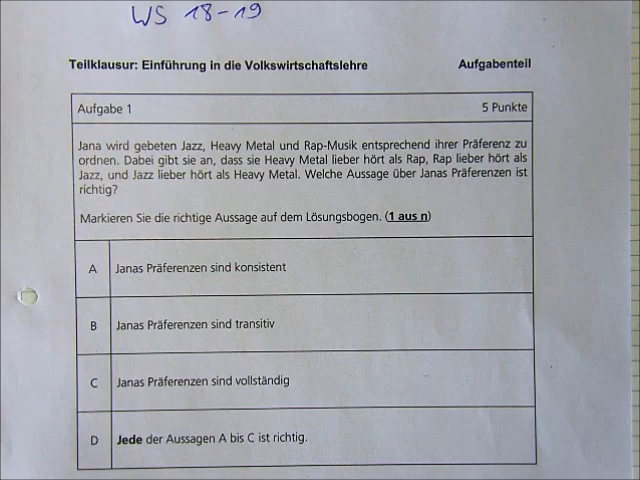 WS 18-19
Teilklausur: Einführung in die Volkswirtschaftslehre Aufgabenteil
Aufgabe 1 5 Punkte
Jana wird gebeten Jazz, Heavy Metal und Rap-Musik entsprechend ihrer Präferenz zu
ordnen. Dabei gibt sie an, dass sie Heavy Metal lieber hört als Rap, Rap lieber hört als
Jazz, und Jazz lieber hört als Heavy Metal. Welche Aussage über Janas Präferenzen ist
richtig?
Markieren Sie die richtige Aussage auf dem Lösungsbogen. (1 aus n)
A Janas Präferenzen sind konsistent
B Janas Präferenzen sind transitiv
C Janas Präferenzen sind vollständig
D Jede der Aussagen A bis C ist richtig.